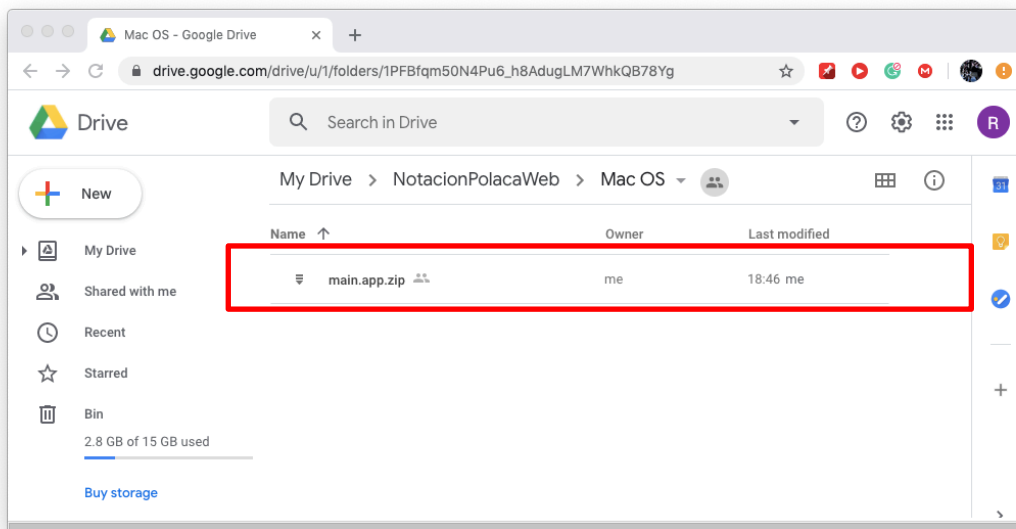 Mac OS - Google Drive
drive.google.com/drive/u/1/folders/1PFBfqm50N4Pu6_h8AdugLM7WhkQB78Yg
Drive
Search in Drive
R
New
My Drive > NotacionPolacaWeb > Mac OS
31
Name Owner Last modified
My Drive
main.app.zip me 18:46 me
Shared with me
Recent
Starred
Bin
2.8 GB of 15 GB used
Buy storage